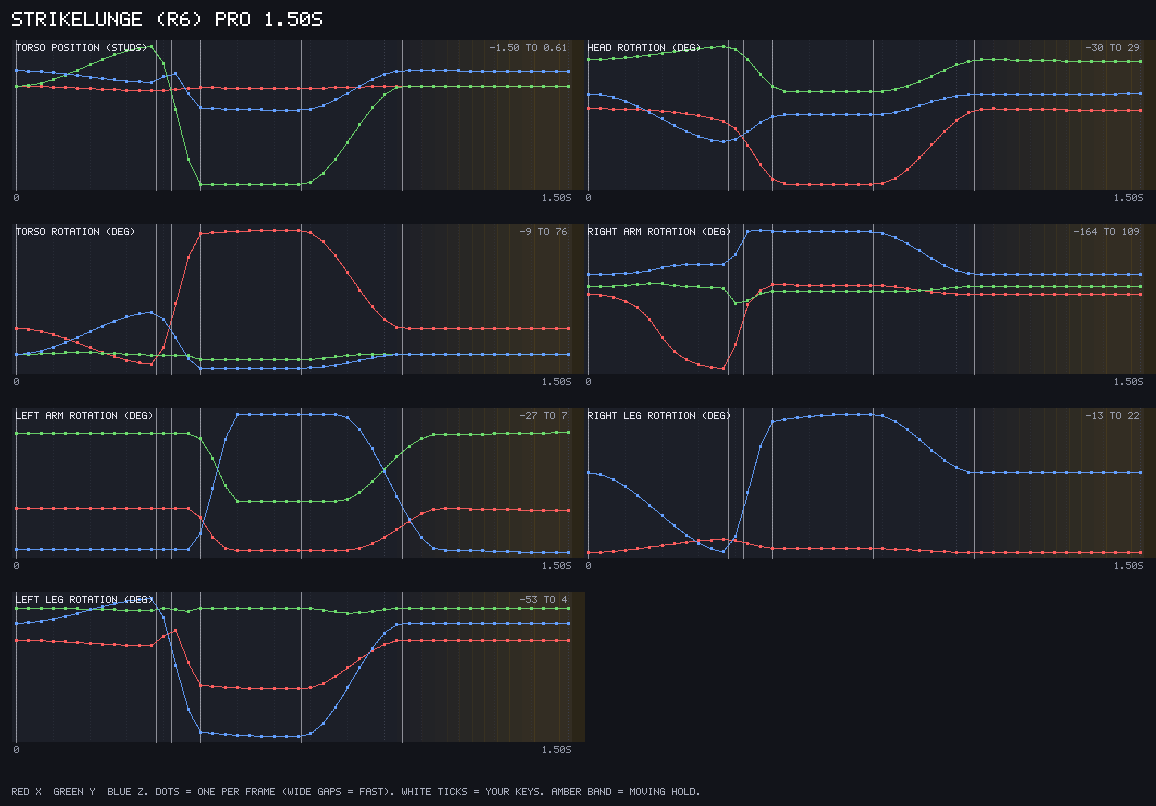 STRIKELUNGE (R6) PRO 1.50S
TORSO POSITION (STUDS) -1.50 TO 0.61
0 1.50S
HEAD ROTATION (DEG) -30 TO 29
0 1.50S
TORSO ROTATION (DEG) -9 TO 76
0 1.50S
RIGHT ARM ROTATION (DEG) -164 TO 109
0 1.50S
LEFT ARM ROTATION (DEG) -27 TO 7
0 1.50S
RIGHT LEG ROTATION (DEG) -13 TO 22
0 1.50S
LEFT LEG ROTATION (DEG) -53 TO 4
0 1.50S
RED X GREEN Y BLUE Z. DOTS = ONE PER FRAME (WIDE GAPS = FAST). WHITE TICKS = YOUR KEYS. AMBER BAND = MOVING HOLD.